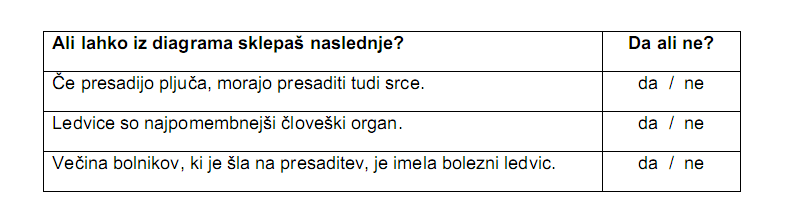 Ali lahko iz diagrama sklepaš naslednje? Da ali ne?
Če presadijo pljuča, morajo presaditi tudi srce. da / ne
Ledvice so najpomembnejši človeški organ. da / ne
Večina bolnikov, ki je šla na presaditev, je imela bolezni ledvic. da / ne